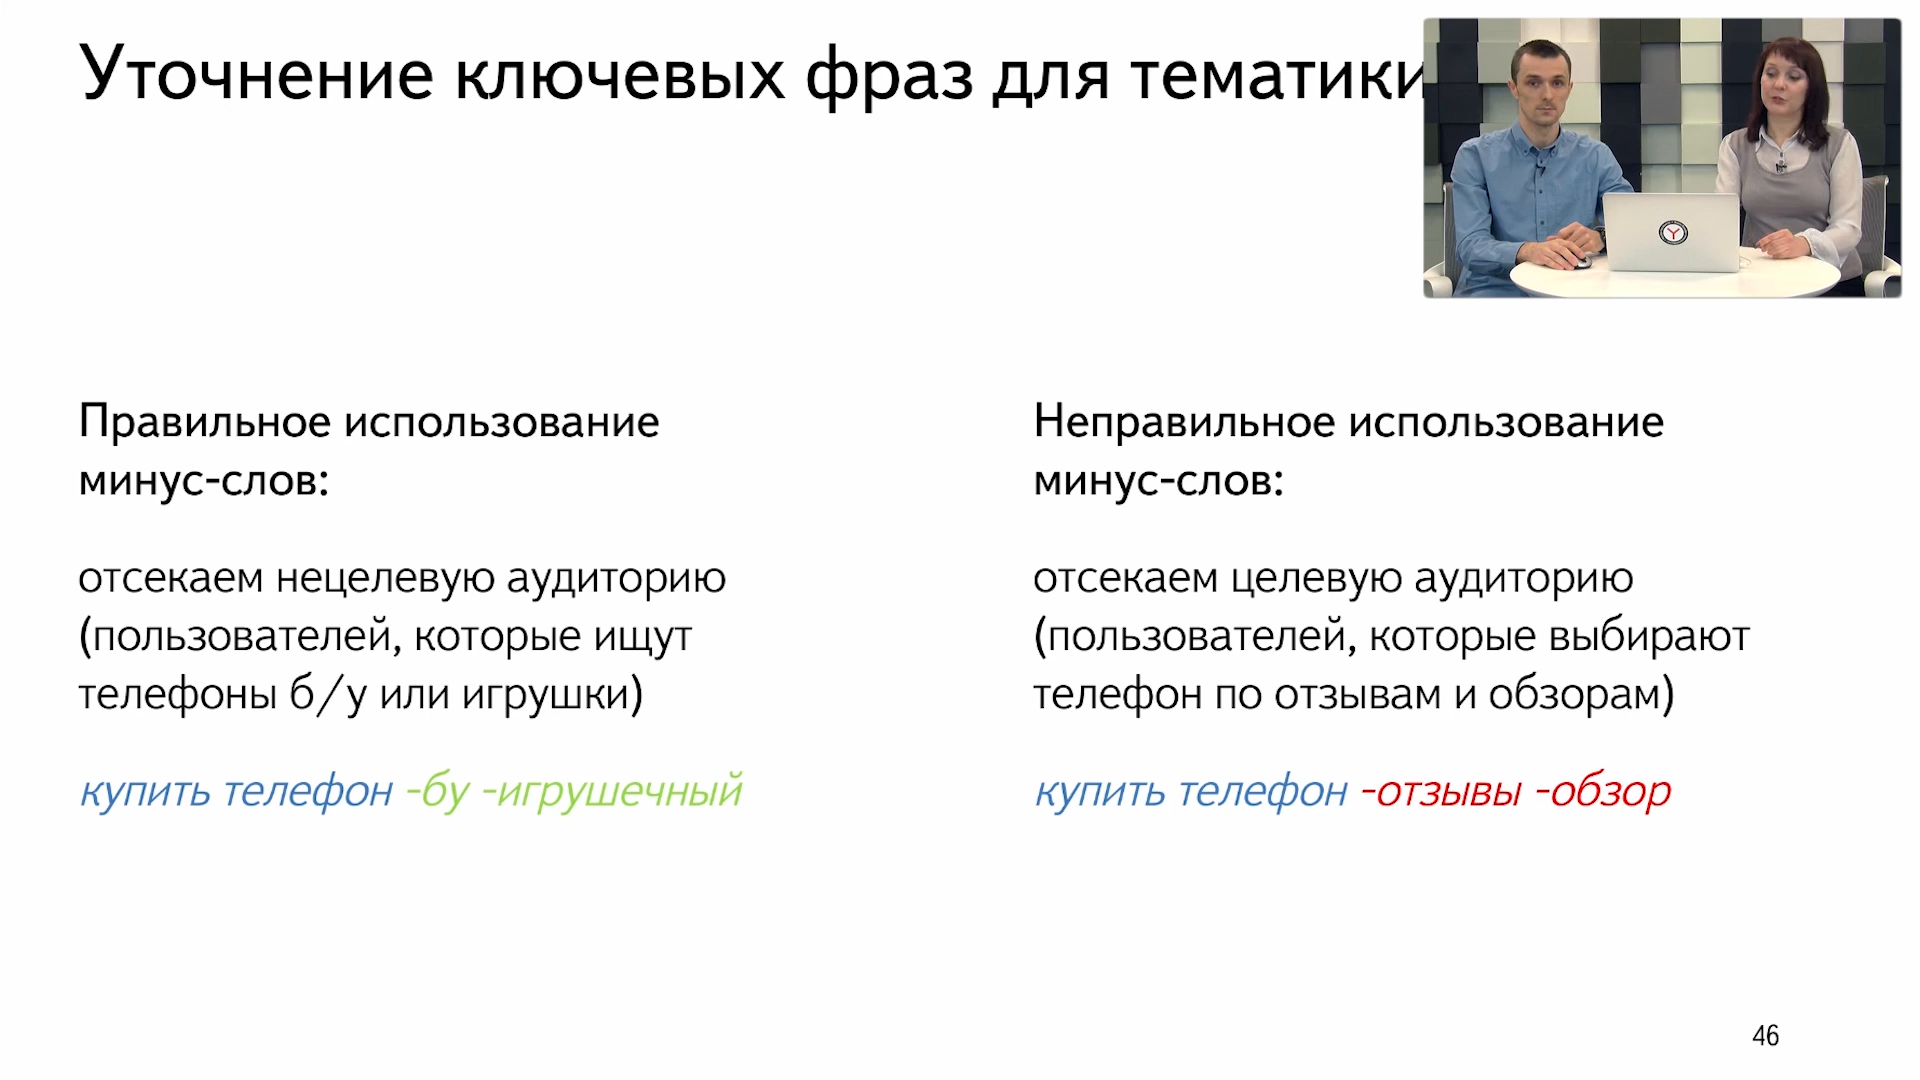 Уточнение ключевых фраз для тематики
Правильное использование
минус-слов:
отсекаем нецелевую аудиторию
(пользователей, которые ищут
телефоны б/у или игрушки)
купить телефон -бу -игрушечный
Неправильное использование
минус-слов:
отсекаем целевую аудиторию
(пользователей, которые выбирают
телефон по отзывам и обзорам)
купить телефон -отзывы -обзор
46